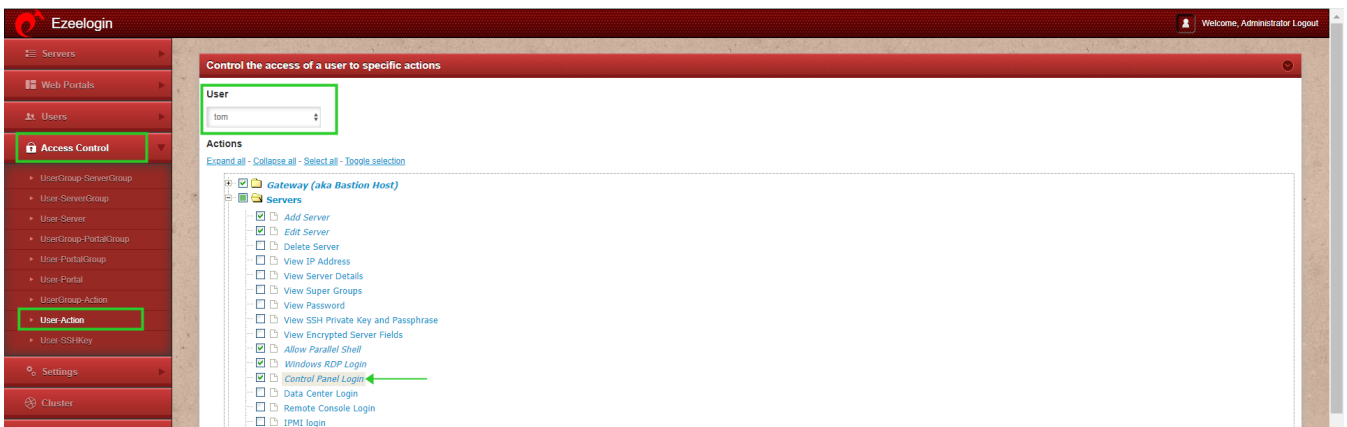 Ezeelogin
Welcome, Administrator Logout
Servers
Web Portals
Users
Access Control
UserGroup-ServerGroup
User-ServerGroup
User-Server
UserGroup-PortalGroup
User-PortalGroup
User-Portal
UserGroup-Action
User-Action
User-SSHKey
Settings
Cluster
Control the access of a user to specific actions
User
tom
Actions
Expand all - Collapse all - Select all - Toggle selection
Gateway (aka Bastion Host)
Servers
Add Server
Edit Server
Delete Server
View IP Address
View Server Details
View Super Groups
View Password
View SSH Private Key and Passphrase
View Encrypted Server Fields
Allow Parallel Shell
Windows RDP Login
Control Panel Login
Data Center Login
Remote Console Login
IPMI login